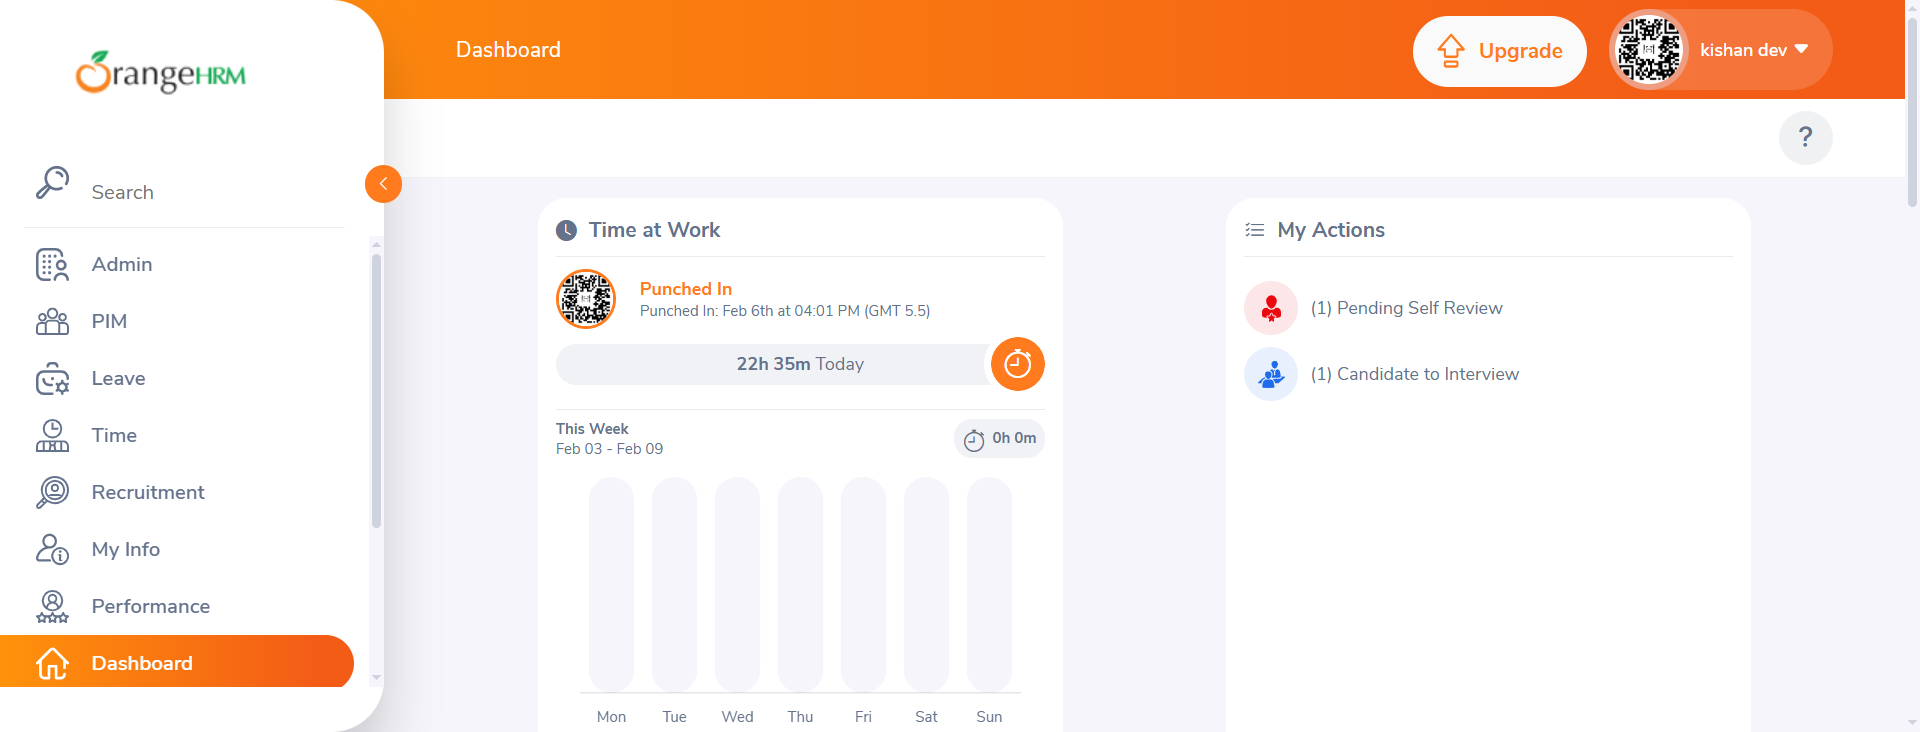 OrangeHRM
Search
Admin
PIM
Leave
Time
Recruitment
My Info
Performance
Dashboard
Dashboard
Upgrade
kishan dev
?
Time at Work
Punched In
Punched In: Feb 6th at 04:01 PM (GMT 5.5)
22h 35m Today
This Week
Feb 03 - Feb 09
0h 0m
Mon Tue Wed Thu Fri Sat Sun
My Actions
(1) Pending Self Review
(1) Candidate to Interview